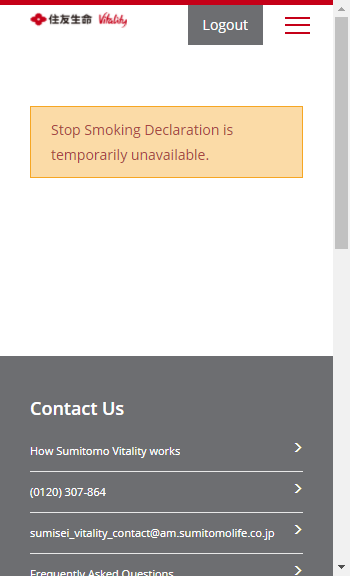 住友生命 Vitality
Logout
Stop Smoking Declaration is
temporarily unavailable.
Contact Us
How Sumitomo Vitality works
(0120) 307-864
sumisei_vitality_contact@am.sumitomolife.co.jp
Frequently Asked Questions